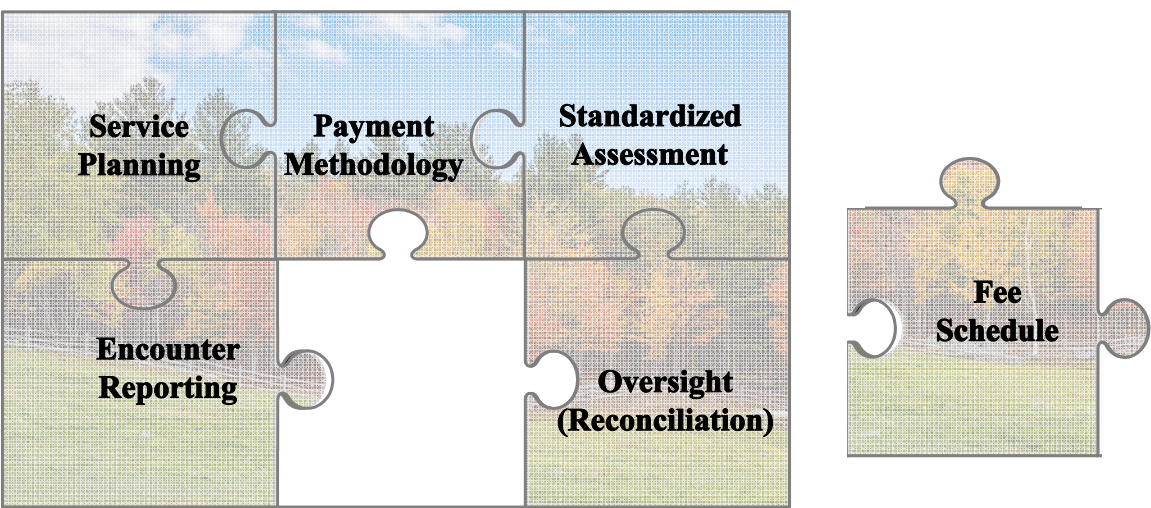 Service
Planning
Payment
Methodology
Standardized
Assessment
Encounter
Reporting
Oversight
(Reconciliation)
Fee
Schedule